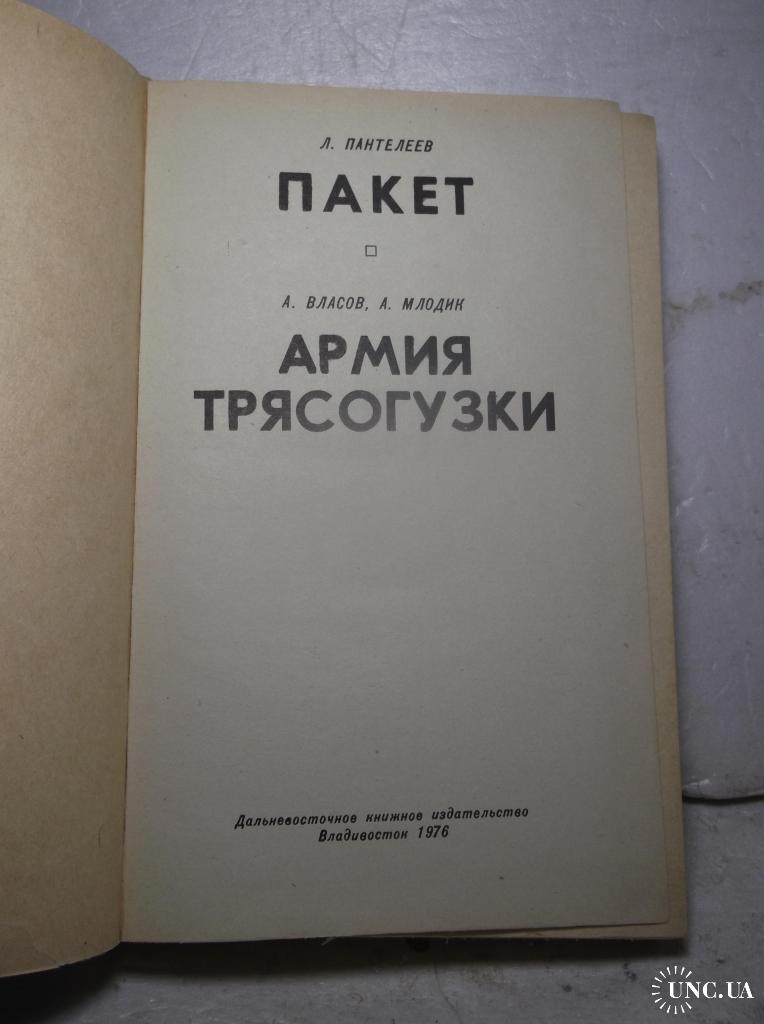 Л. ПАНТЕЛЕЕВ
ПАКЕТ
А. ВЛАСОВ, А. МЛОДИК
АРМИЯ
ТРЯСОГУЗКИ
Дальневосточное книжное издательство
Владивосток 1976
UNC.UA